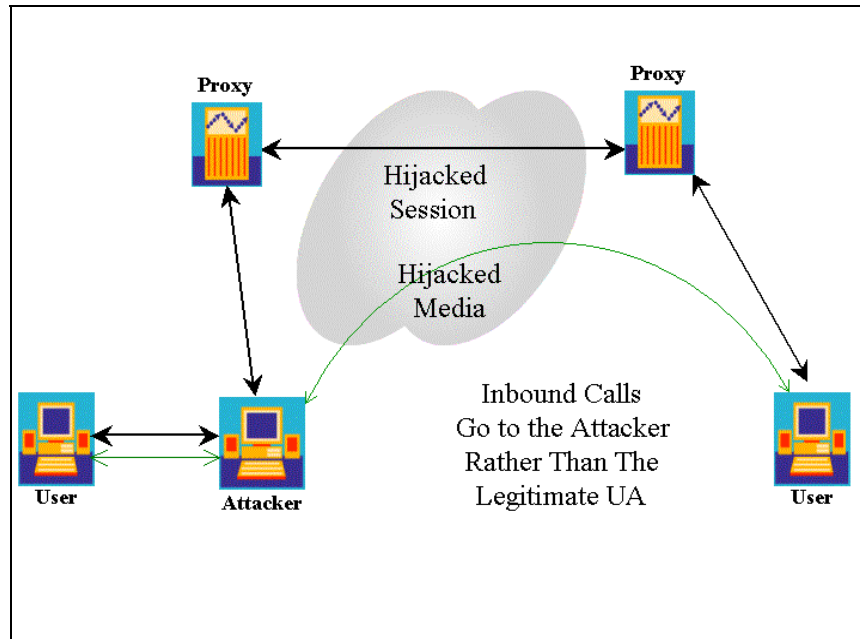 Proxy
Proxy
Hijacked
Session
Hijacked
Media
Inbound Calls
Go to the Attacker
Rather Than The
Legitimate UA
User
Attacker
User